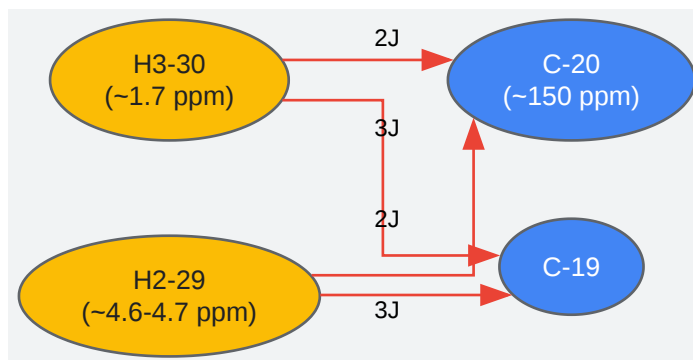 H3-30
(~1.7 ppm)
2J
C-20
(~150 ppm)
3J
2J
C-19
H2-29
(~4.6-4.7 ppm)
3J